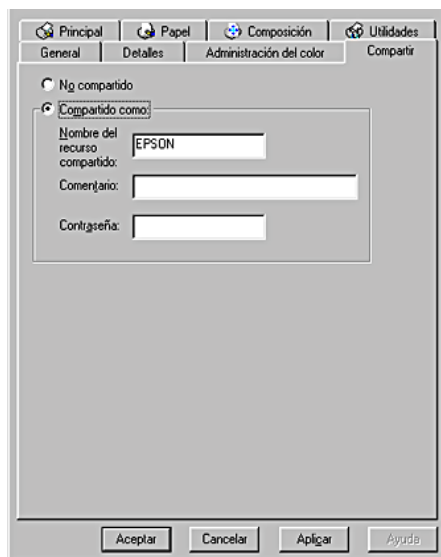 Principal Papel Composición Utilidades
General Detalles Administración del color Compartir
No compartido
Compartido como:
Nombre del recurso compartido: EPSON
Comentario:
Contraseña:
Aceptar Cancelar Aplicar Ayuda